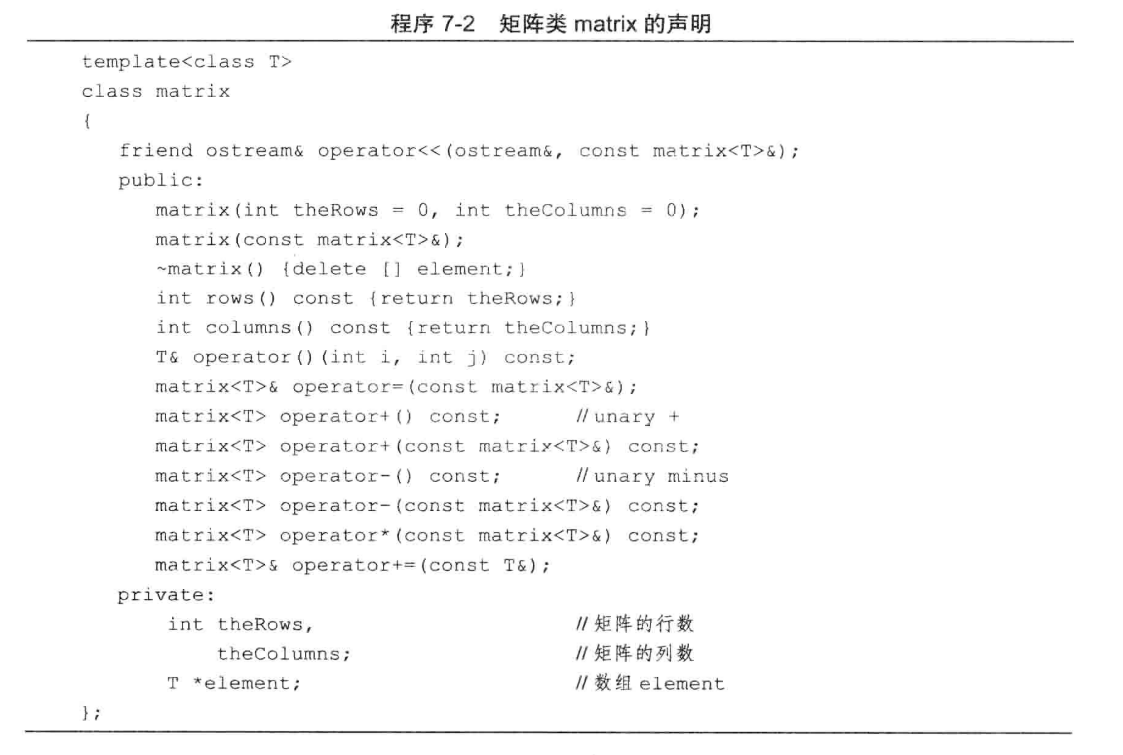 程序 7-2 矩阵类 matrix 的声明
template<class T>
class matrix
{
friend ostream& operator<<(ostream&, const matrix<T>&);
public:
matrix(int theRows = 0, int theColumns = 0);
matrix(const matrix<T>&);
~matrix() {delete [] element;}
int rows() const {return theRows;}
int columns() const {return theColumns;}
T& operator()(int i, int j) const;
matrix<T>& operator=(const matrix<T>&);
matrix<T> operator+() const; //unary +
matrix<T> operator+(const matrix<T>&) const;
matrix<T> operator-() const; //unary minus
matrix<T> operator-(const matrix<T>&) const;
matrix<T> operator*(const matrix<T>&) const;
matrix<T>& operator+=(const T&);
private:
int theRows, //矩阵的行数
theColumns; //矩阵的列数
T *element; //数组 element
};